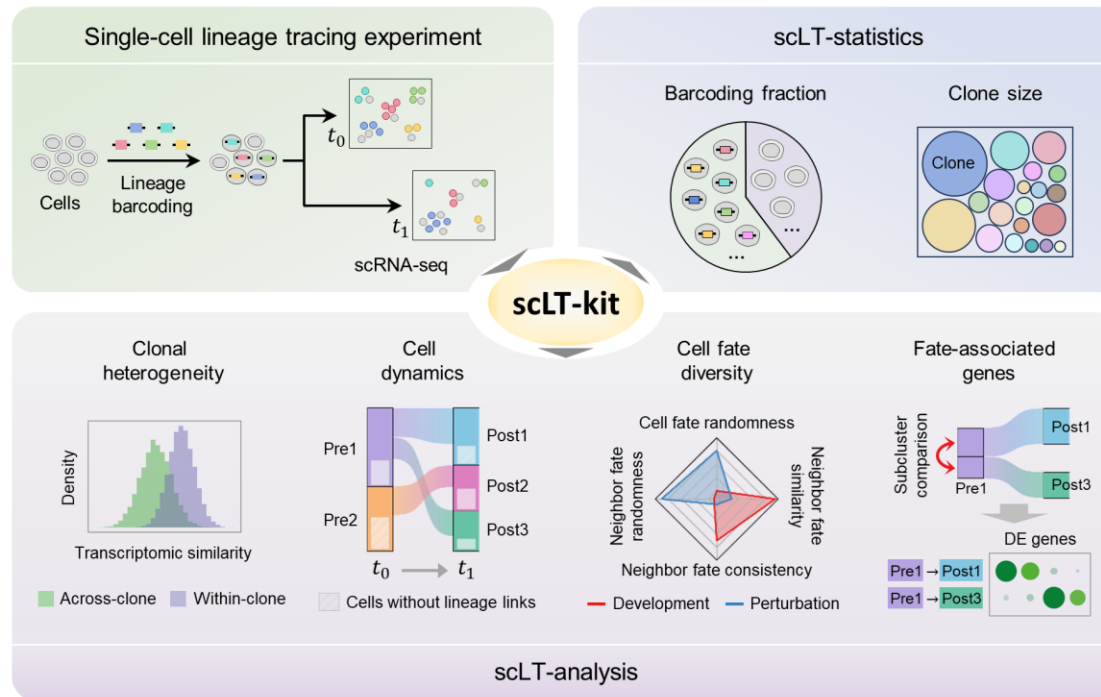 Single-cell lineage tracing experiment
Cells
Lineage
barcoding
t0
t1
scRNA-seq
scLT-statistics
Barcoding fraction
...
...
Clone size
Clone
scLT-kit
Clonal
heterogeneity
Density
Transcriptomic similarity
Across-clone
Within-clone
Cell
dynamics
Pre1
Pre2
Post1
Post2
Post3
t0
t1
Cells without lineage links
Cell fate
diversity
Cell fate randomness
Neighbor fate
randomness
Neighbor fate
similarity
Neighbor fate consistency
Development
Perturbation
Fate-associated
genes
Subcluster
comparison
Pre1
Post1
Post3
DE genes
Pre1→Post1
Pre1→Post3
scLT-analysis